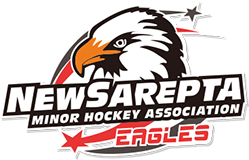 NEWSAREPTA
MINOR HOCKEY ASSOCIATION
EAGLES